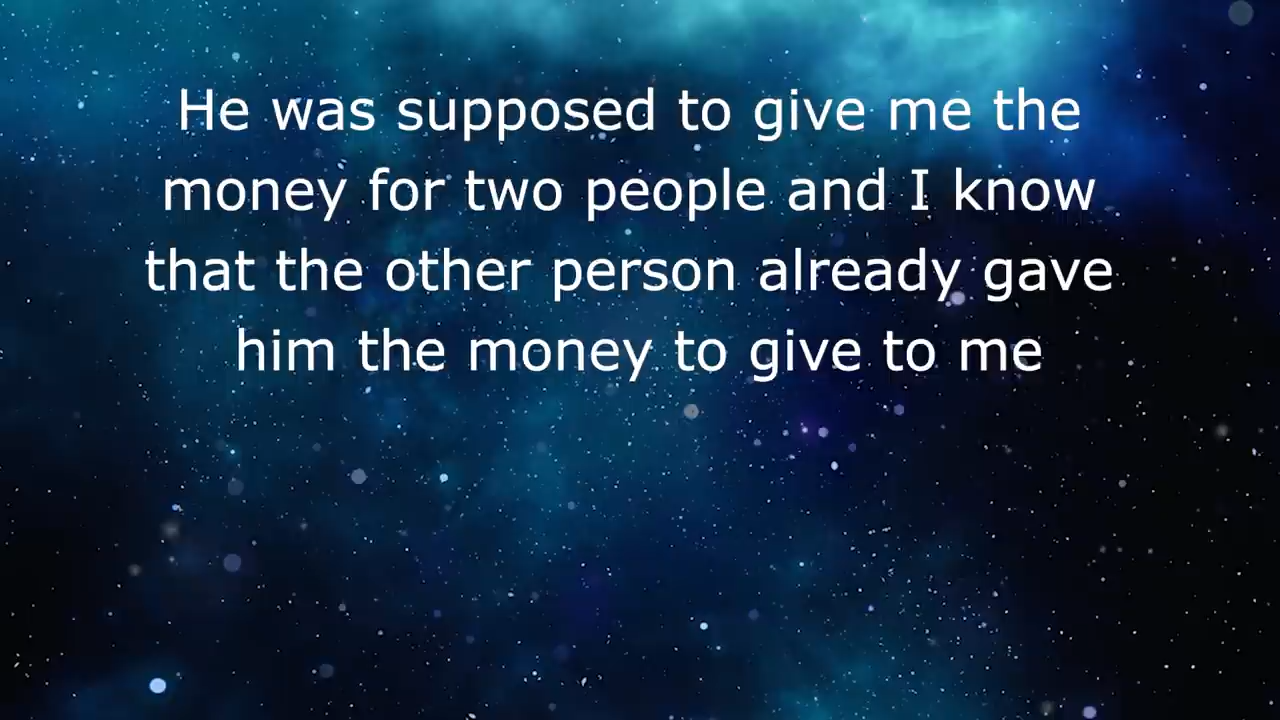 He was supposed to give me the
money for two people and I know
that the other person already gave
him the money to give to me